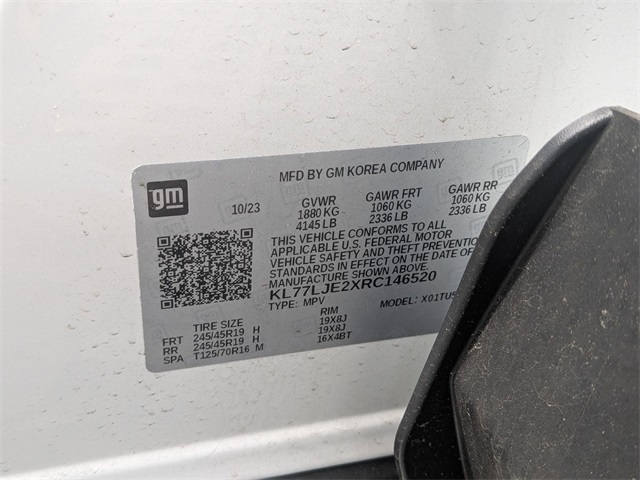 MFD BY GM KOREA COMPANY
gm
10/23 GVWR GAWR FRT GAWR RR
1880 KG 1060 KG 1060 KG
4145 LB 2336 LB 2336 LB
THIS VEHICLE CONFORMS TO ALL
APPLICABLE U.S. FEDERAL MOTOR
VEHICLE SAFETY AND THEFT PREVENTION
STANDARDS IN EFFECT ON THE DATE OF
MANUFACTURE SHOWN ABOVE.
KL77LJE2XRC146520
TYPE: MPV MODEL: X01TU5
TIRE SIZE RIM
FRT 245/45R19 H 19X8J
RR 245/45R19 H 19X8J
SPA T125/70R16 M 16X4BT